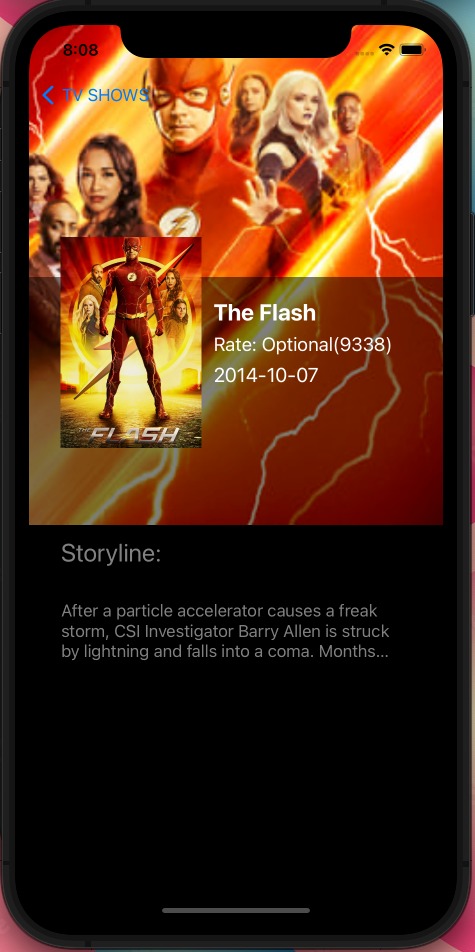 8:08
TV SHOWS
THE FLASH
The Flash
Rate: Optional(9338)
2014-10-07
Storyline:
After a particle accelerator causes a freak
storm, CSI Investigator Barry Allen is struck
by lightning and falls into a coma. Months...